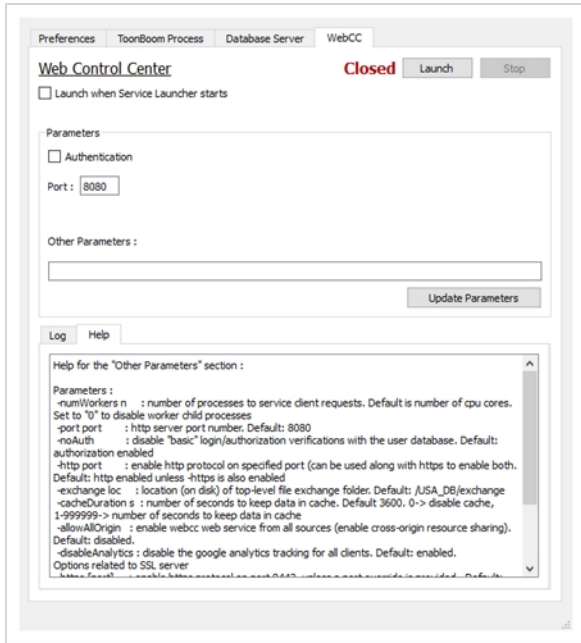 Preferences ToonBoom Process Database Server WebCC
Web Control Center Closed Launch Stop
Launch when Service Launcher starts
Parameters
Authentication
Port : 8080
Other Parameters :
Update Parameters
Log Help
Help for the "Other Parameters" section :
Parameters :
-numWorkers n : number of processes to service client requests. Default is number of cpu cores.
Set to "0" to disable worker child processes
-port port : http server port number. Default: 8080
-noAuth : disable "basic" login/authorization verifications with the user database. Default:
authorization enabled
-http port : enable http protocol on specified port (can be used along with https to enable both.
Default: http enabled unless -https is also enabled
-exchange loc : location (on disk) of top-level file exchange folder. Default: /USA_DB/exchange
-cacheDuration s : number of seconds to keep data in cache. Default 3600. 0-> disable cache,
1-999999-> number of seconds to keep data in cache
-allowAllOrigin : enable webcc web service from all sources (enable cross-origin resource sharing).
Default: disabled.
-disableAnalytics : disable the google analytics tracking for all clients. Default: enabled.
Options related to SSL server